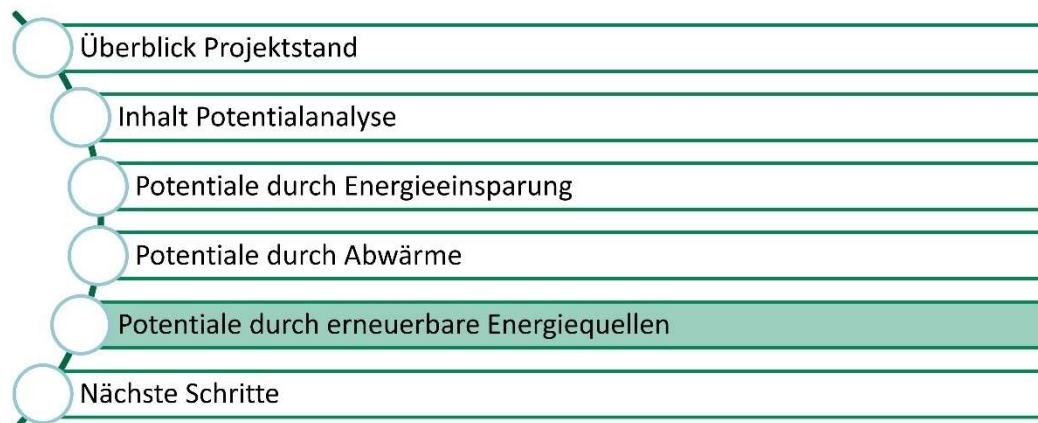 Überblick Projektstand
Inhalt Potentialanalyse
Potentiale durch Energieeinsparung
Potentiale durch Abwärme
Potentiale durch erneuerbare Energiequellen
Nächste Schritte